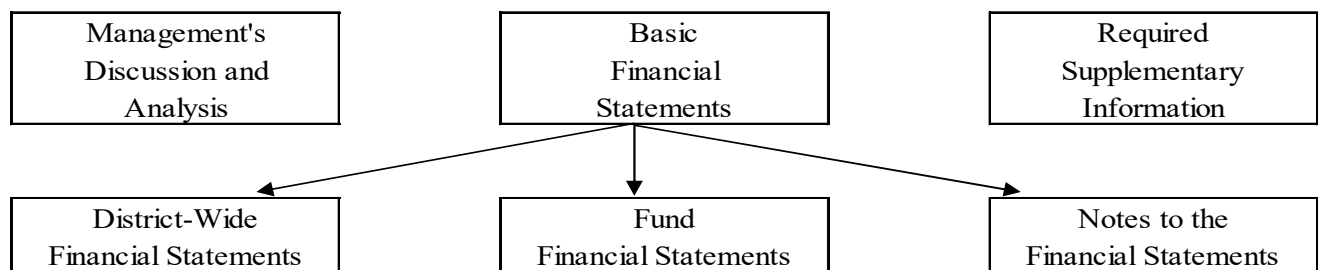 Management's
Discussion and
Analysis
Basic
Financial
Statements
Required
Supplementary
Information
District-Wide
Financial Statements
Fund
Financial Statements
Notes to the
Financial Statements